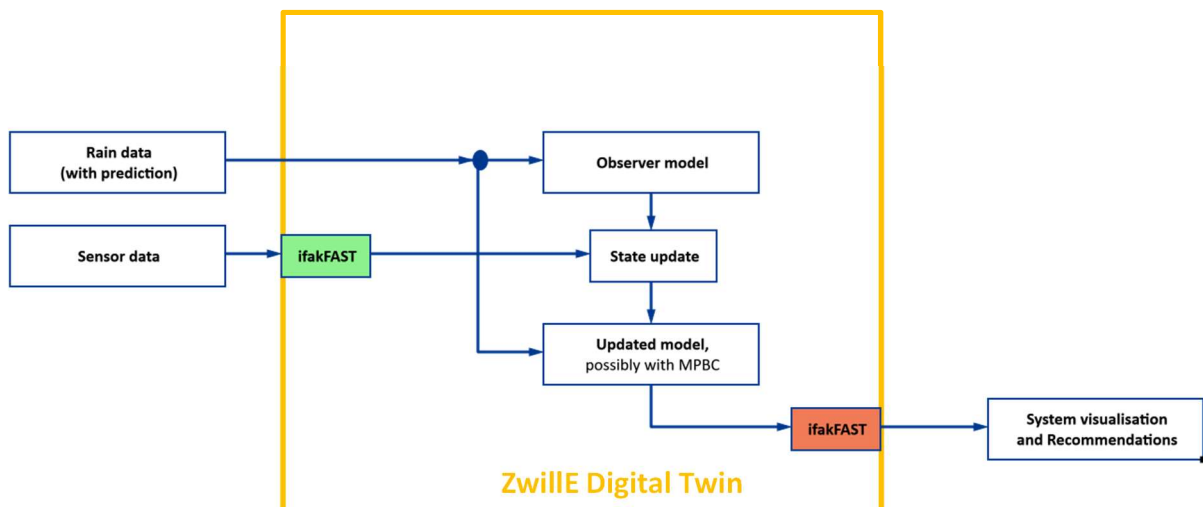 Rain data
(with prediction)
Observer model
Sensor data
ifakFAST
State update
Updated model,
possibly with MPBC
ifakFAST
System visualisation
and Recommendations
ZwillE Digital Twin